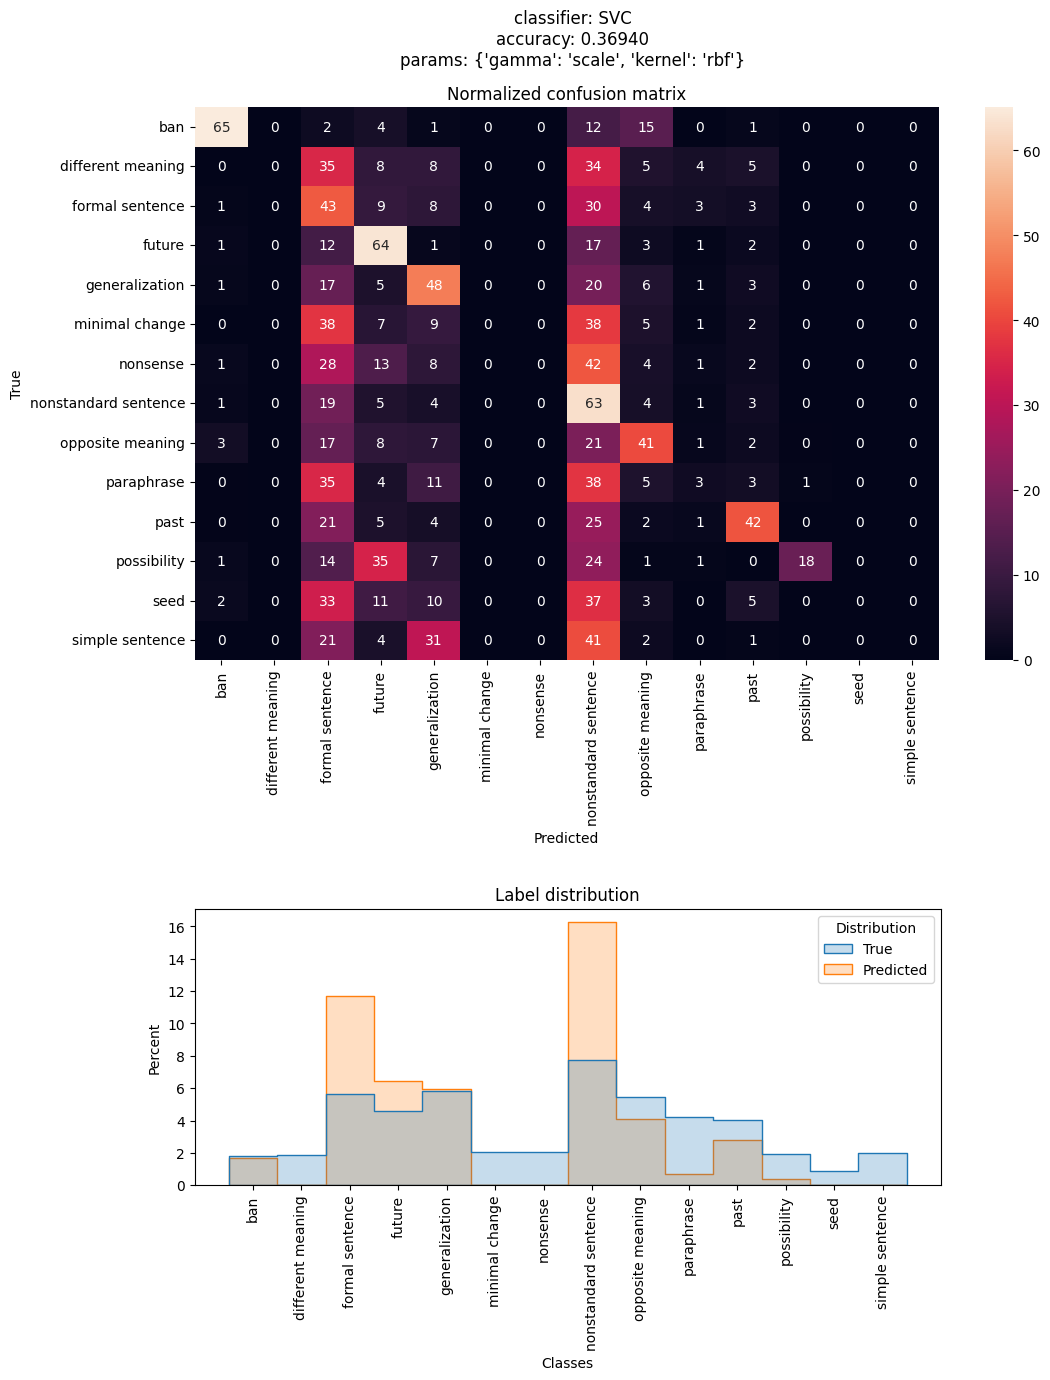 classifier: SVC
accuracy: 0.36940
params: {'gamma': 'scale', 'kernel': 'rbf'}
Normalized confusion matrix
True
ban 65 0 2 4 1 0 0 12 15 0 1 0 0 0
different meaning 0 0 35 8 8 0 0 34 5 4 5 0 0 0
formal sentence 1 0 43 9 8 0 0 30 4 3 3 0 0 0
future 1 0 12 64 1 0 0 17 3 1 2 0 0 0
generalization 1 0 17 5 48 0 0 20 6 1 3 0 0 0
minimal change 0 0 38 7 9 0 0 38 5 1 2 0 0 0
nonsense 1 0 28 13 8 0 0 42 4 1 2 0 0 0
nonstandard sentence 1 0 19 5 4 0 0 63 4 1 3 0 0 0
opposite meaning 3 0 17 8 7 0 0 21 41 1 2 0 0 0
paraphrase 0 0 35 4 11 0 0 38 5 3 3 1 0 0
past 0 0 21 5 4 0 0 25 2 1 42 0 0 0
possibility 1 0 14 35 7 0 0 24 1 1 0 18 0 0
seed 2 0 33 11 10 0 0 37 3 0 5 0 0 0
simple sentence 0 0 21 4 31 0 0 41 2 0 1 0 0 0
ban different meaning formal sentence future generalization minimal change nonsense nonstandard sentence opposite meaning paraphrase past possibility seed simple sentence
Predicted
60
50
40
30
20
10
0
Label distribution
Percent
16
14
12
10
8
6
4
2
0
Distribution
True
Predicted
ban different meaning formal sentence future generalization minimal change nonsense nonstandard sentence opposite meaning paraphrase past possibility seed simple sentence
Classes